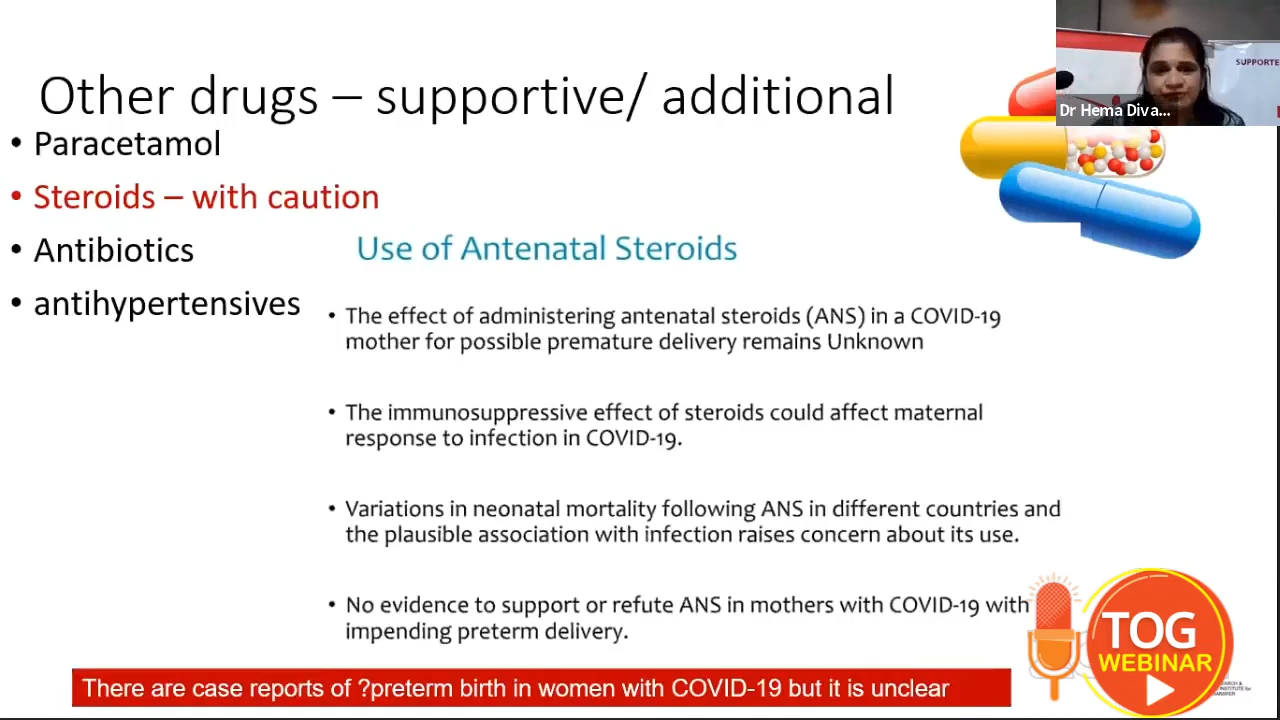 SUPPORTE
Dr Hema Diva...
Other drugs – supportive/ additional
• Paracetamol
• Steroids – with caution
• Antibiotics
• antihypertensives
Use of Antenatal Steroids
• The effect of administering antenatal steroids (ANS) in a COVID-19
mother for possible premature delivery remains Unknown
• The immunosuppressive effect of steroids could affect maternal
response to infection in COVID-19.
• Variations in neonatal mortality following ANS in different countries and
the plausible association with infection raises concern about its use.
• No evidence to support or refute ANS in mothers with COVID-19 with
impending preterm delivery.
There are case reports of ?preterm birth in women with COVID-19 but it is unclear
TOG
WEBINAR